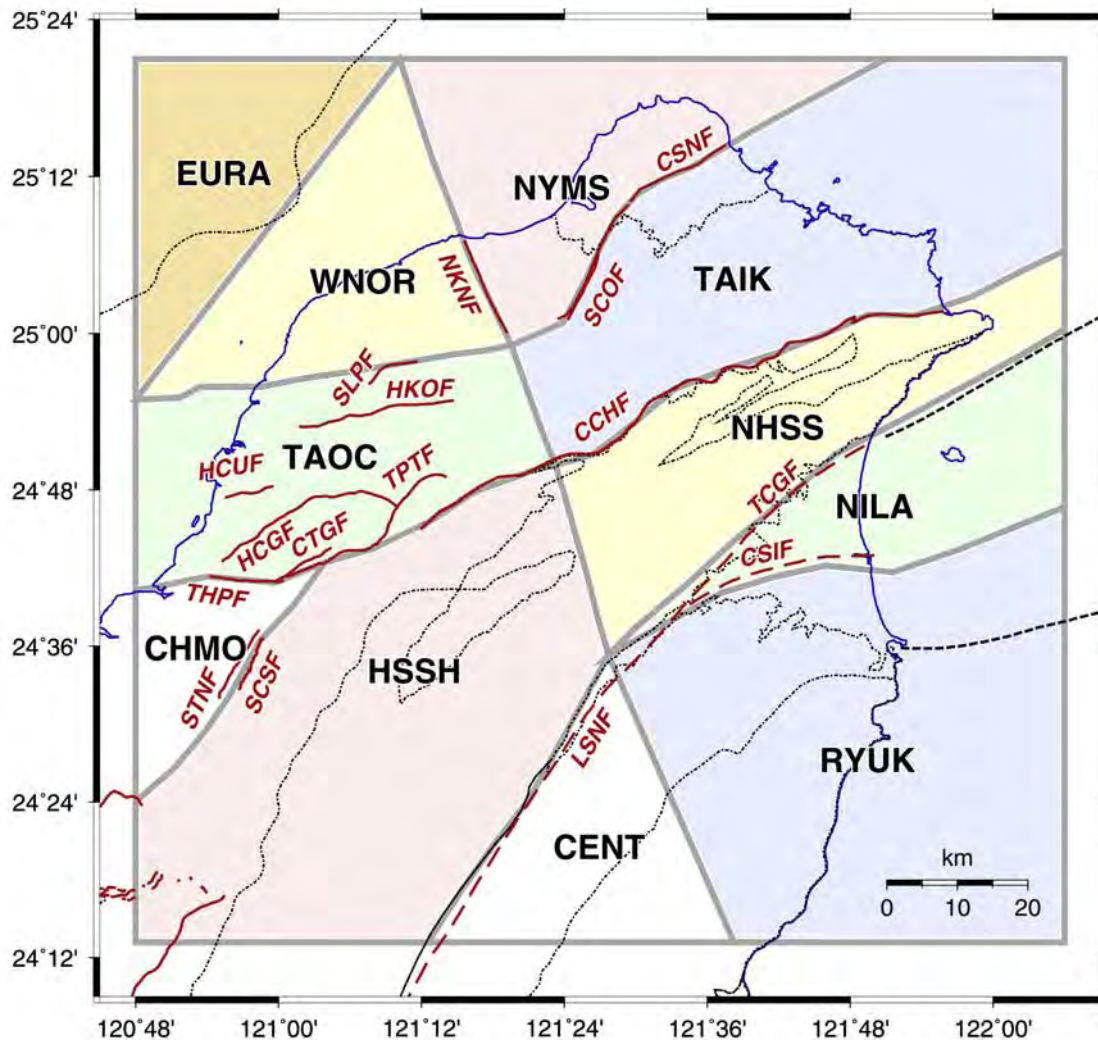 25°24'
EURA
CSNF
25°12'
NYMS
WNOR
NKNF
SCOF
TAIK
25°00'
SLPF
HKOF
CCHF
NHSS
HCUF
TAOC
TPTF
24°48'
TCGF
NILA
HCGF
CTGF
CSIF
THPF
24°36'
CHMO
HSSH
STNF
SCSF
LSNF
RYUK
24°24'
CENT
km
0 10 20
24°12'
120°48' 121°00' 121°12' 121°24' 121°36' 121°48' 122°00'